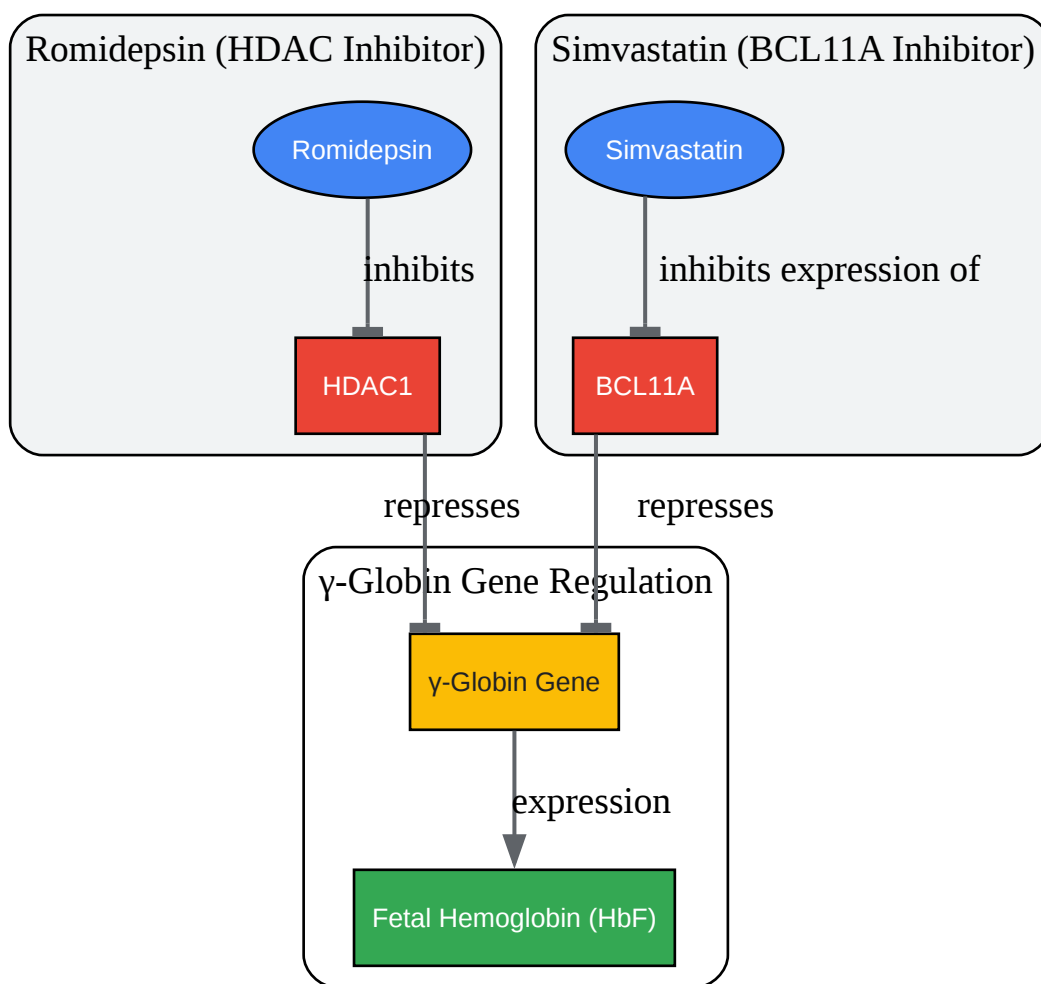 Romidepsin (HDAC Inhibitor)
Simvastatin (BCL11A Inhibitor)
Romidepsin
Simvastatin
inhibits
inhibits expression of
HDAC1
BCL11A
represses
represses
γ-Globin Gene Regulation
γ-Globin Gene
expression
Fetal Hemoglobin (HbF)